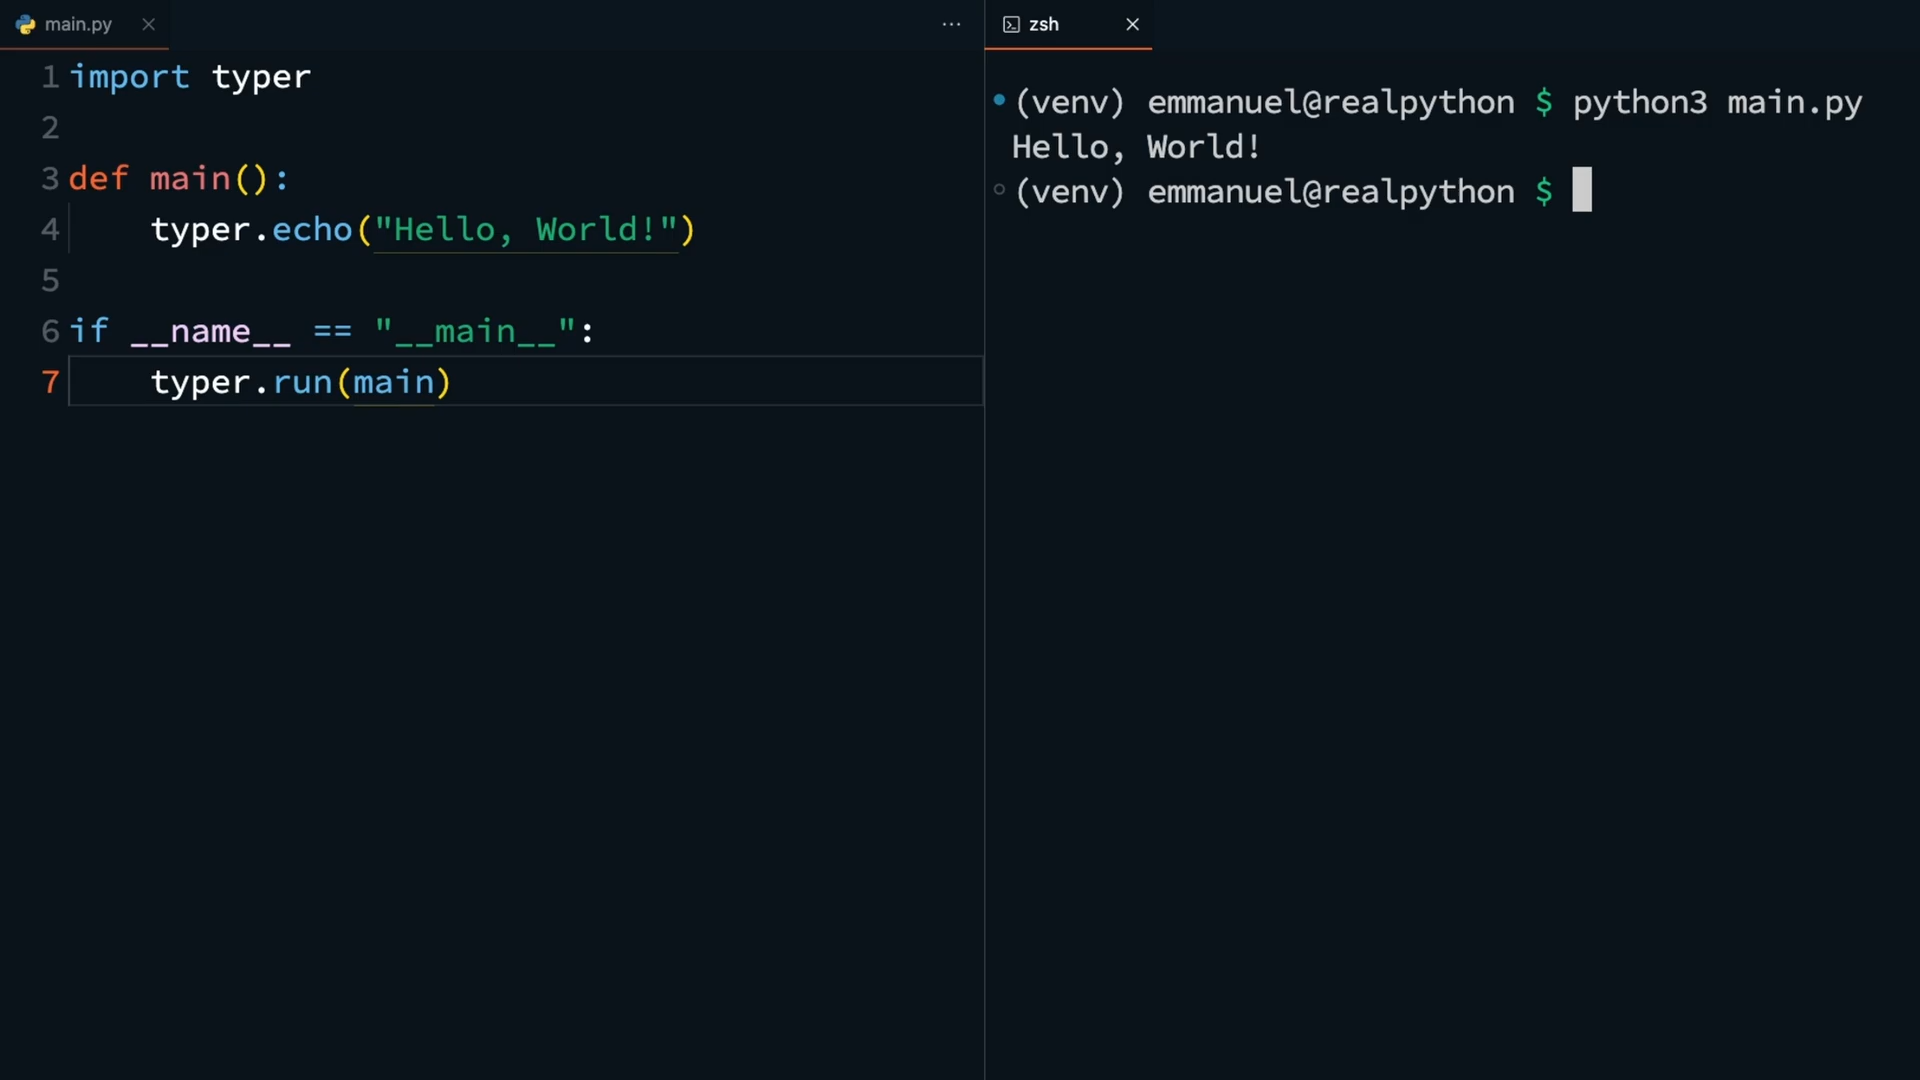 main.py
1 import typer
2
3 def main():
4     typer.echo("Hello, World!")
5
6 if __name__ == "__main__":
7     typer.run(main)
zsh
(venv) emmanuel@realpython $ python3 main.py
Hello, World!
(venv) emmanuel@realpython $